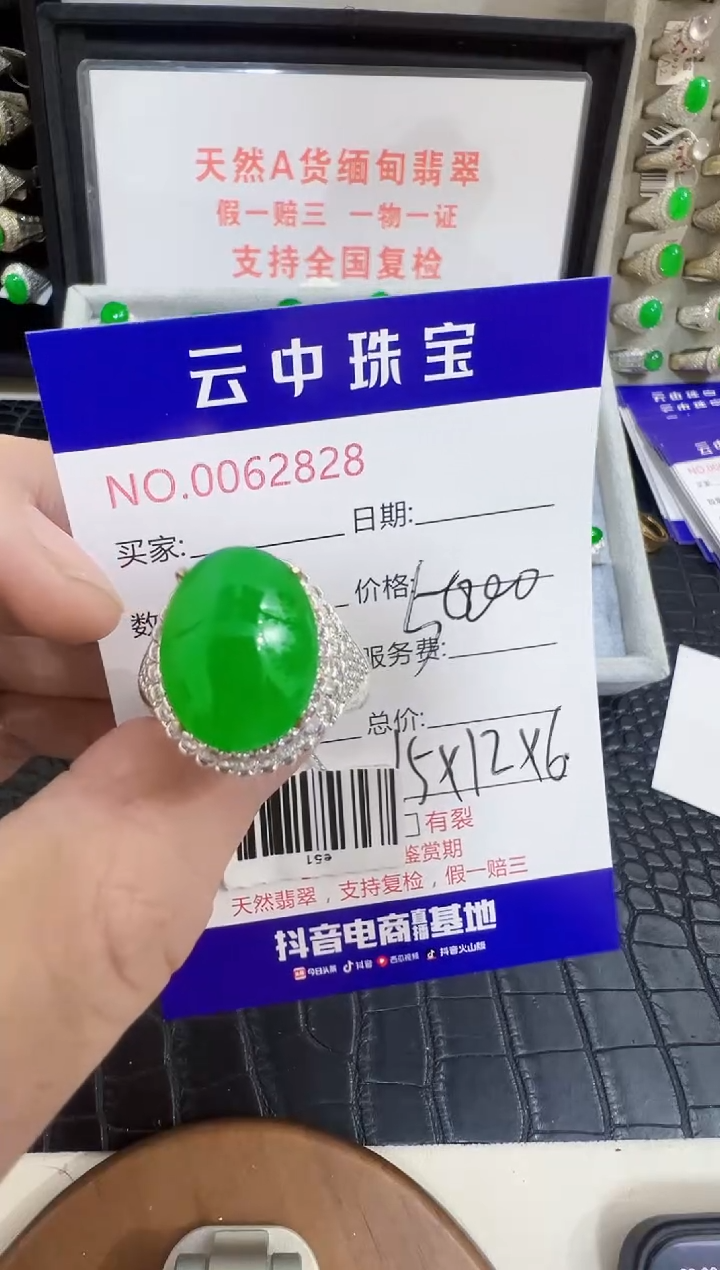 天然A货缅甸翡翠
假一赔三 一物一证
支持全国复检
云中珠宝
NO.0062828
买家: 日期:
数 价格: 5000
服务费:
总价:
15X12X6
有裂
鉴赏期
e51
天然翡翠，支持复检，假一赔三
抖音电商直播基地
今日头条 抖音 西瓜视频 抖音火山版